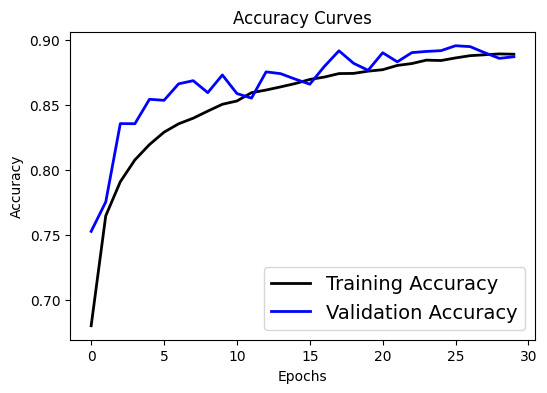 Accuracy Curves
Accuracy
0.90
0.85
0.80
0.75
0.70
Training Accuracy
Validation Accuracy
0 5 10 15 20 25 30
Epochs